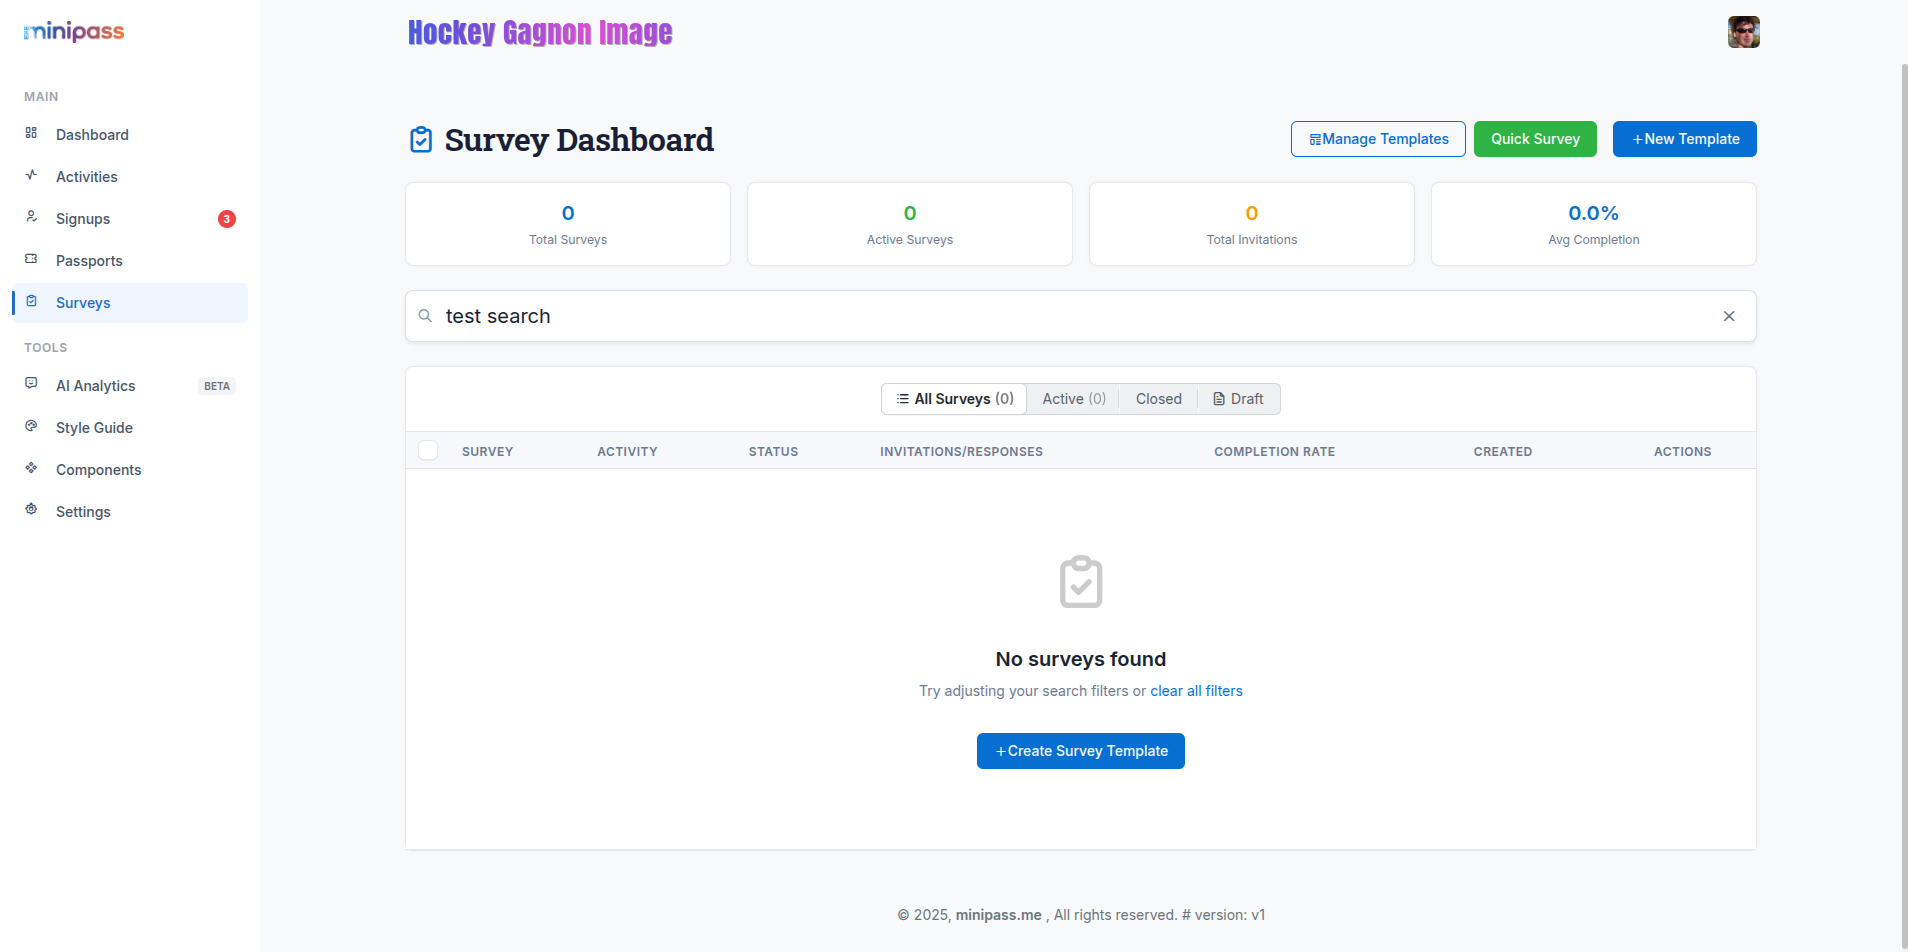 minipass
Hockey Gagnon Image
MAIN
Dashboard
Activities
Signups 3
Passports
Surveys
TOOLS
AI Analytics BETA
Style Guide
Components
Settings
Survey Dashboard
Manage Templates
Quick Survey
+New Template
0
Total Surveys
0
Active Surveys
0
Total Invitations
0.0%
Avg Completion
test search
All Surveys (0) Active (0) Closed Draft
SURVEY ACTIVITY STATUS INVITATIONS/RESPONSES COMPLETION RATE CREATED ACTIONS
No surveys found
Try adjusting your search filters or clear all filters
+Create Survey Template
© 2025, minipass.me , All rights reserved. # version: v1